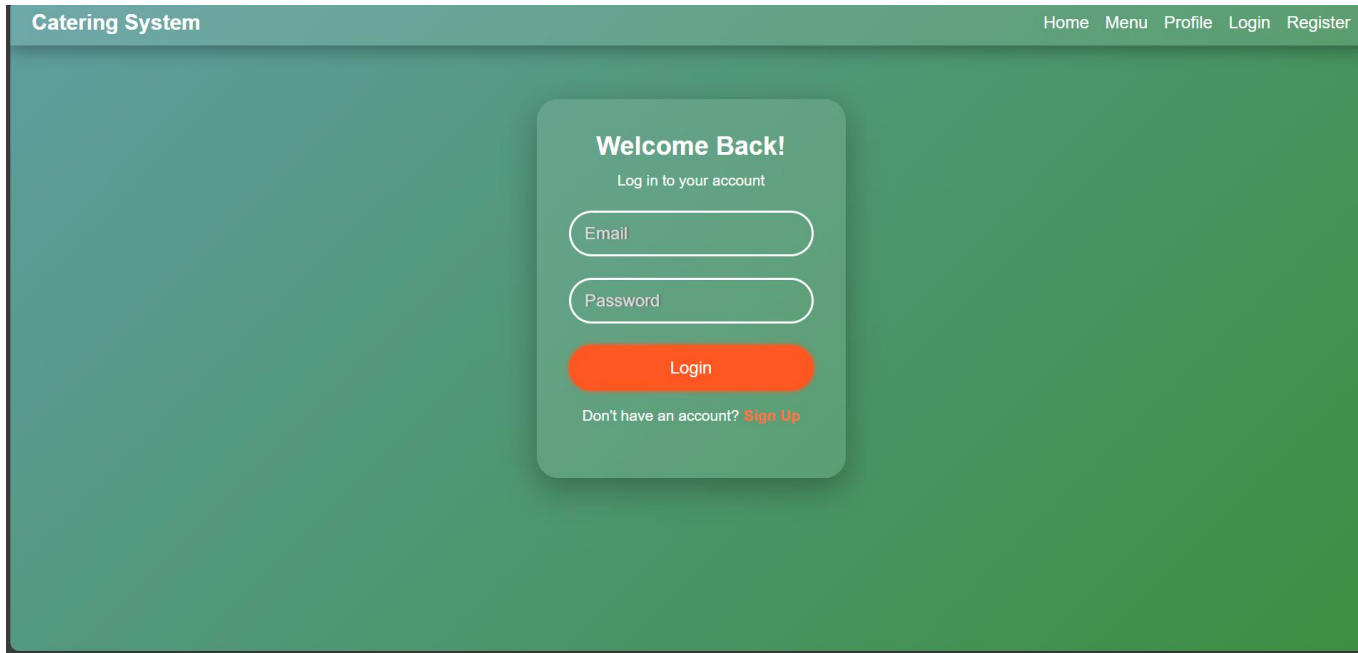 Catering System
Home Menu Profile Login Register
Welcome Back!
Log in to your account
Email
Password
Login
Don't have an account? Sign Up